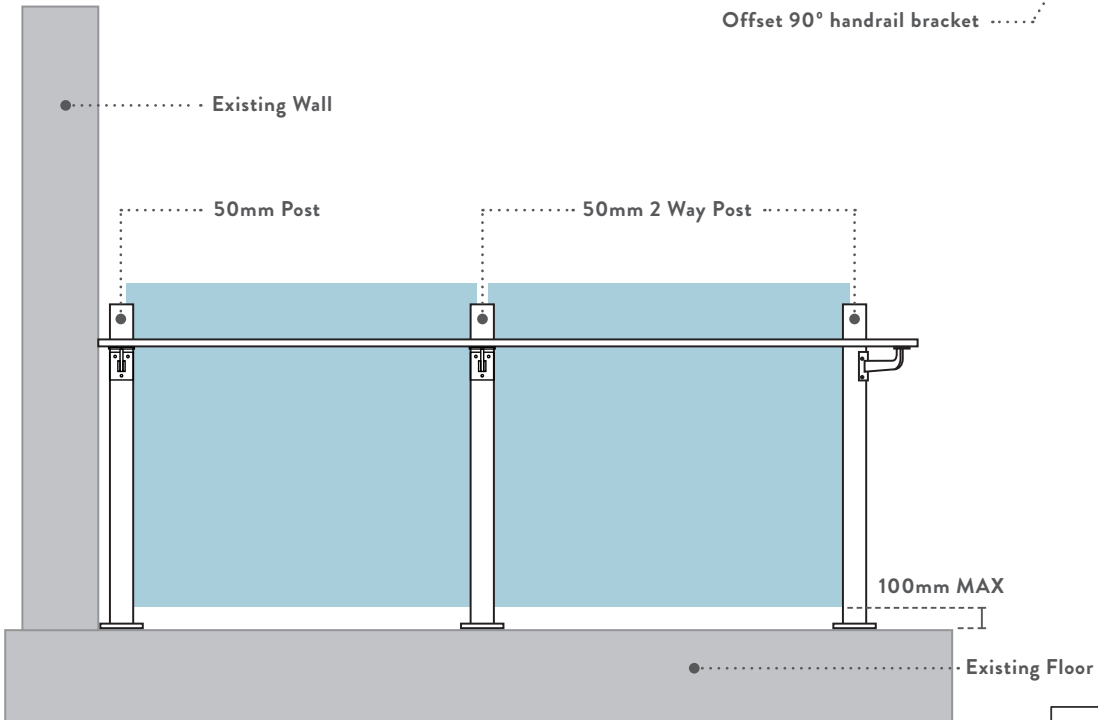 Offset 90° handrail bracket
Existing Wall
50mm Post
50mm 2 Way Post
100mm MAX
Existing Floor